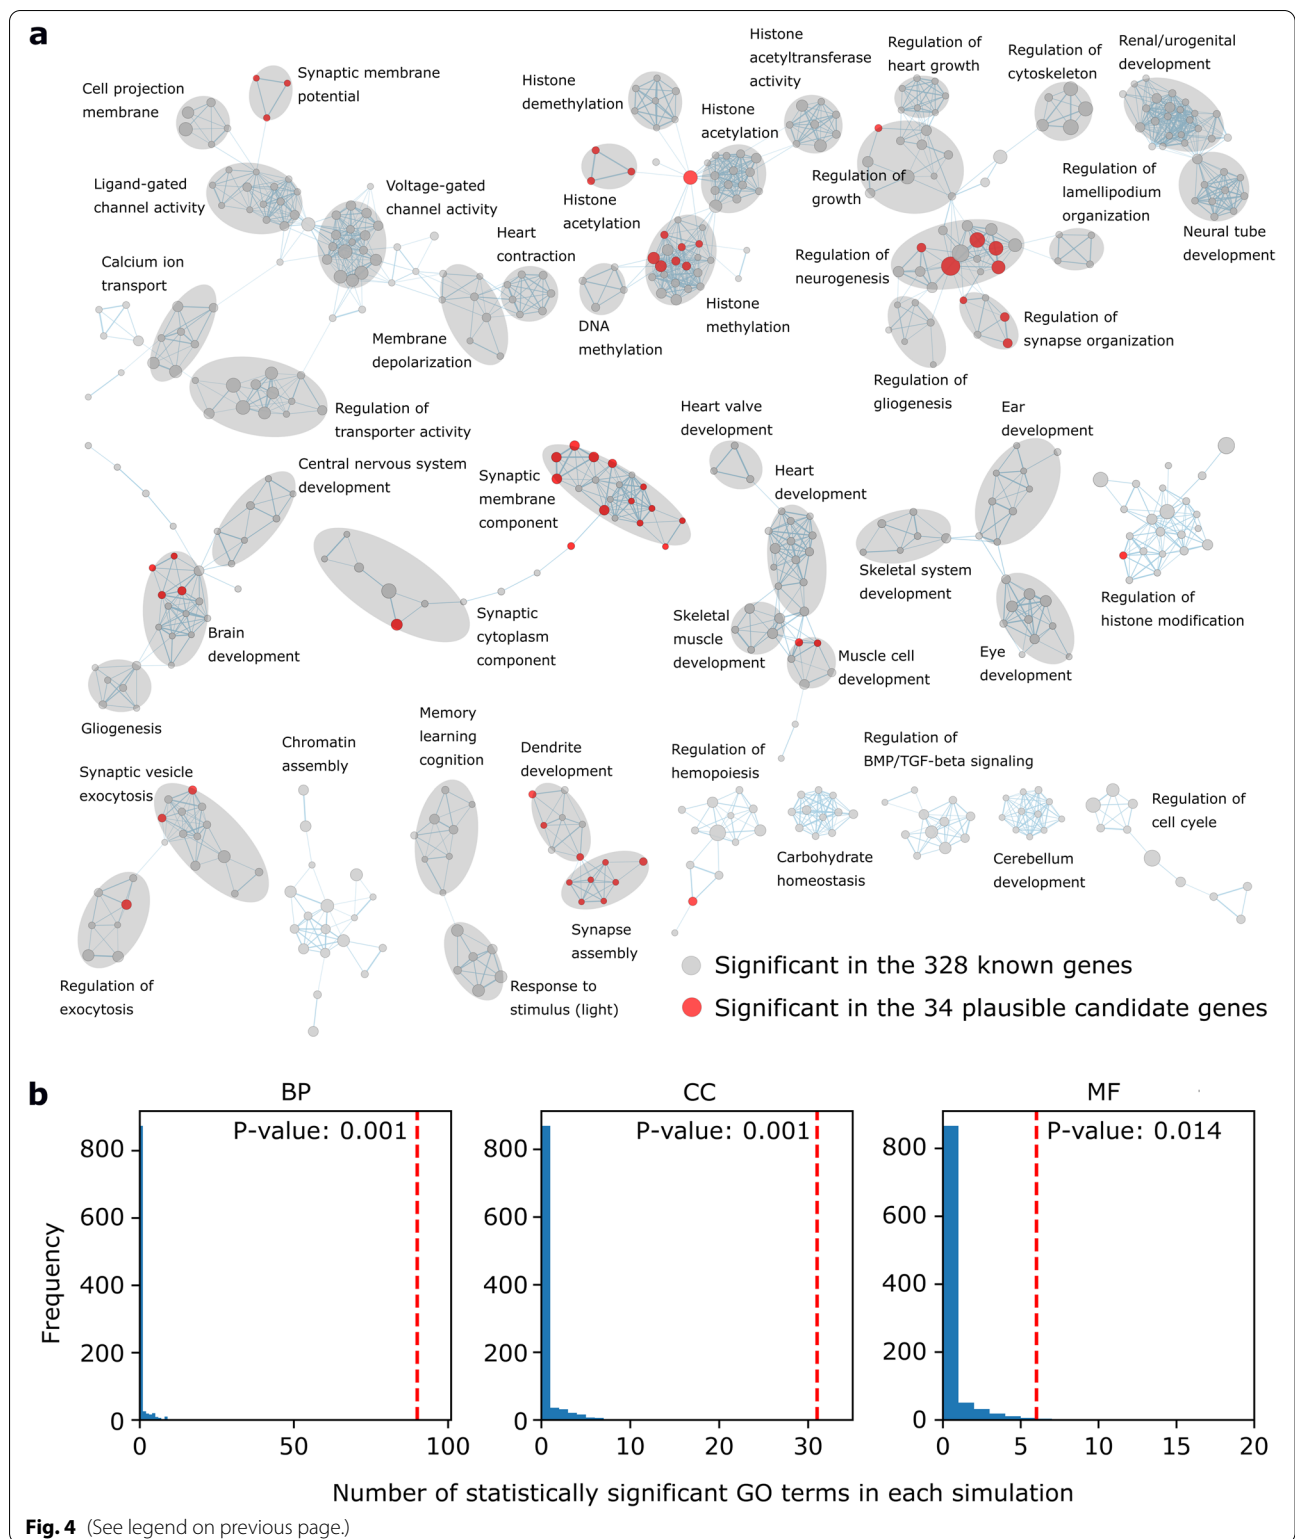 a
Cell projection
membrane
Synaptic membrane
potential
Histone
demethylation
Histone
acetyltransferase
activity
Histone
acetylation
Regulation of
heart growth
Regulation of
cytoskeleton
Renal/urogenital
development
Ligand-gated
channel activity
Voltage-gated
channel activity
Histone
acetylation
Regulation of
growth
Regulation of
lamellipodium
organization
Neural tube
development
Calcium ion
transport
Heart
contraction
Regulation of
neurogenesis
Membrane
depolarization
DNA
methylation
Histone
methylation
Regulation of
synapse organization
Regulation of
gliogenesis
Regulation of
transporter activity
Heart valve
development
Ear
development
Central nervous system
development
Synaptic
membrane
component
Heart
development
Skeletal system
development
Regulation of
histone modification
Brain
development
Synaptic
cytoplasm
component
Skeletal
muscle
development
Muscle cell
development
Eye
development
Gliogenesis
Synaptic vesicle
exocytosis
Chromatin
assembly
Memory
learning
cognition
Dendrite
development
Regulation of
hemopoiesis
Regulation of
BMP/TGF-beta signaling
Regulation of
cell cycle
Carbohydrate
homeostasis
Cerebellum
development
Synapse
assembly
Regulation of
exocytosis
Response to
stimulus (light)
Significant in the 328 known genes
Significant in the 34 plausible candidate genes
b
BP
CC
MF
P-value: 0.001
P-value: 0.001
P-value: 0.014
Frequency
800
600
400
200
0
0
50
100
800
600
400
200
0
0
10
20
30
800
600
400
200
0
0
5
10
15
20
Number of statistically significant GO terms in each simulation
Fig. 4 (See legend on previous page.)